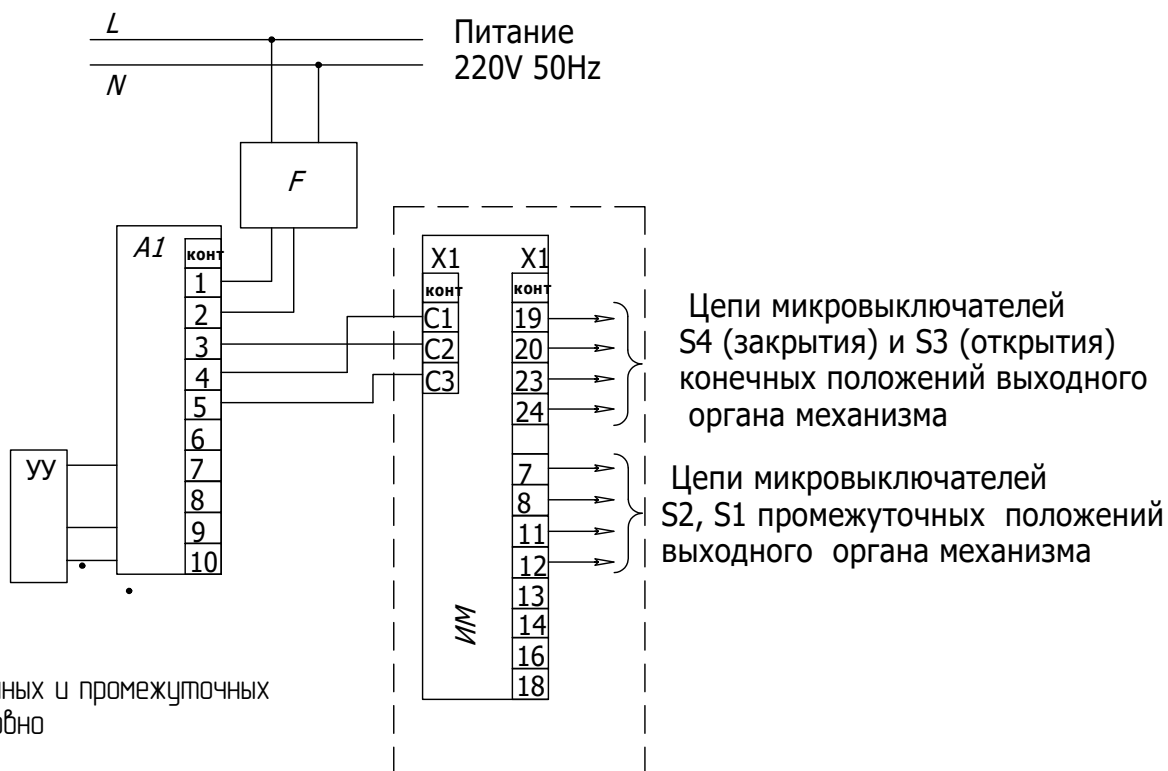 L
Питание
220V 50Hz
N
F
A1
конт
1
2
3
4
5
6
7
8
9
10
УУ
X1
конт
C1
C2
C3
ИМ
X1
конт
19
20
23
24
7
8
11
12
13
14
16
18
Цепи микровыключателей
S4 (закрытия) и S3 (открытия)
конечных положений выходного
органа механизма
Цепи микровыключателей
S2, S1 промежуточных положений
выходного органа механизма
и промежуточных